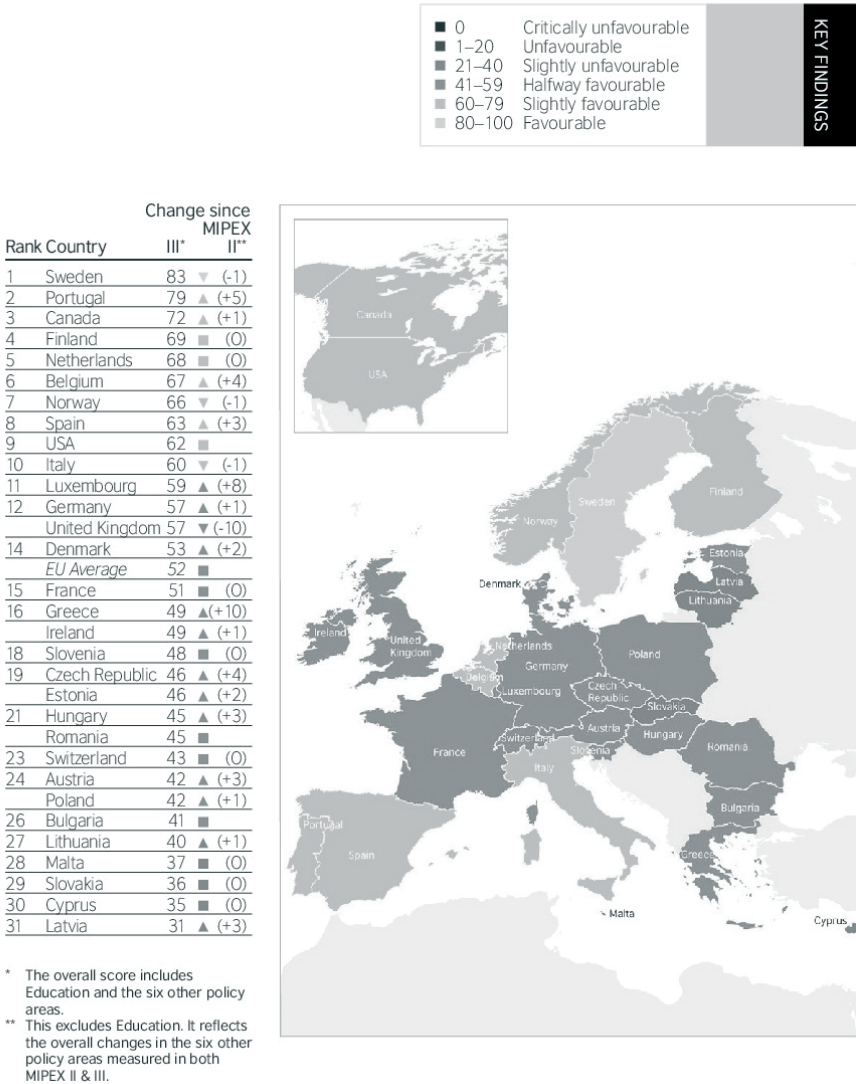 0 Critically unfavourable
1–20 Unfavourable
21–40 Slightly unfavourable
41–59 Halfway favourable
60–79 Slightly favourable
80–100 Favourable
KEY FINDINGS
Change since
MIPEX
Rank Country III* II**
1 Sweden 83 ▼ (-1)
2 Portugal 79 ▲ (+5)
3 Canada 72 ▲ (+1)
4 Finland 69 ■ (0)
5 Netherlands 68 ■ (0)
6 Belgium 67 ▲ (+4)
7 Norway 66 ▼ (-1)
8 Spain 63 ▲ (+3)
9 USA 62 ■
10 Italy 60 ▼ (-1)
11 Luxembourg 59 ▲ (+8)
12 Germany 57 ▲ (+1)
United Kingdom 57 ▼ (-10)
14 Denmark 53 ▲ (+2)
EU Average 52 ■
15 France 51 ■ (0)
16 Greece 49 ▲(+10)
Ireland 49 ▲ (+1)
18 Slovenia 48 ■ (0)
19 Czech Republic 46 ▲ (+4)
Estonia 46 ▲ (+2)
21 Hungary 45 ▲ (+3)
Romania 45 ■
23 Switzerland 43 ■ (0)
24 Austria 42 ▲ (+3)
Poland 42 ▲ (+1)
26 Bulgaria 41 ■
27 Lithuania 40 ▲ (+1)
28 Malta 37 ■ (0)
29 Slovakia 36 ■ (0)
30 Cyprus 35 ■ (0)
31 Latvia 31 ▲ (+3)
* The overall score includes
Education and the six other policy
areas.
** This excludes Education. It reflects
the overall changes in the six other
policy areas measured in both
MIPEX II & III.
Canada
USA
Finland
Sweden
Norway
Estonia
Latvia
Lithuania
Denmark
Ireland
United
Kingdom
Netherlands
Belgium
Germany
Poland
Luxembourg
Czech
Republic
Slovakia
Austria
Switzerland
Hungary
Romania
France
Slovenia
Italy
Bulgaria
Portugal
Spain
Greece
Malta
Cyprus